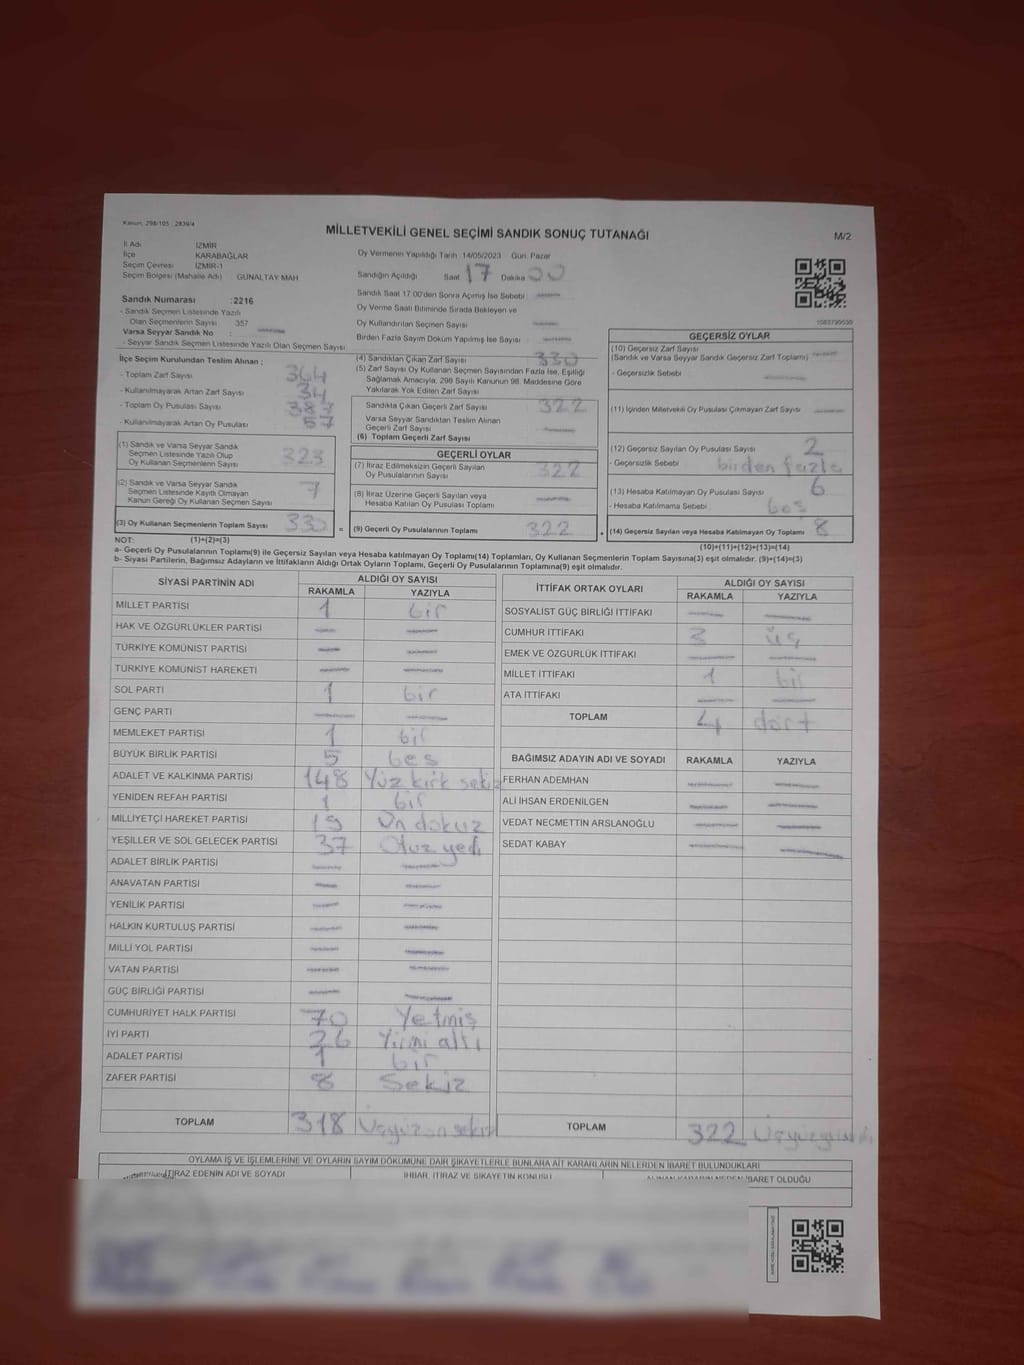 Kanun: 298/105 ; 2839/4
MİLLETVEKİLİ GENEL SEÇİMİ SANDIK SONUÇ TUTANAĞI
M/2
İl Adı İZMİR
İlçe KARABAĞLAR
Seçim Çevresi İZMİR-1
Seçim Bölgesi (Mahalle Adı) GÜNALTAY MAH
Sandık Numarası :2216
- Sandık Seçmen Listesinde Yazılı
Olan Seçmenlerin Sayısı 357
Varsa Seyyar Sandık No :
- Seyyar Sandık Seçmen Listesinde Yazılı Olan Seçmen Sayısı
İlçe Seçim Kurulundan Teslim Alınan ;
- Toplam Zarf Sayısı 364
- Kullanılmayarak Artan Zarf Sayısı 34
- Toplam Oy Pusulası Sayısı
- Kullanılmayarak Artan Oy Pusulası 57
(1) Sandık ve Varsa Seyyar Sandık
Seçmen Listesinde Yazılı Olup
Oy Kullanan Seçmenlerin Sayısı 323
(2) Sandık ve Varsa Seyyar Sandık
Seçmen Listesinde Kayıtlı Olmayan
Kanun Gereği Oy Kullanan Seçmen Sayısı 7
(3) Oy Kullanan Seçmenlerin Toplam Sayısı 330 =
Oy Vermenin Yapıldığı Tarih 14/05/2023 Gün: Pazar
Sandığın Açıldığı Saat 17 Dakika 00
Sandık Saat 17:00'den Sonra Açılmış İse Sebebi
Oy Verme Saati Bitiminde Sırada Bekleyen ve
Oy Kullandırılan Seçmen Sayısı
Birden Fazla Sayım Döküm Yapılmış İse Sayısı
(4) Sandıktan Çıkan Zarf Sayısı 330
(5) Zarf Sayısı Oy Kullanan Seçmen Sayısından Fazla İse, Eşitliği
Sağlamak Amacıyla, 298 Sayılı Kanunun 98. Maddesine Göre
Yakılarak Yok Edilen Zarf Sayısı
Sandıkta Çıkan Geçerli Zarf Sayısı 322
Varsa Seyyar Sandıktan Teslim Alınan
Geçerli Zarf Sayısı
(6) Toplam Geçerli Zarf Sayısı
GEÇERLİ OYLAR
(7) İtiraz Edilmeksizin Geçerli Sayılan
Oy Pusulalarının Sayısı 322
(8) İtiraz Üzerine Geçerli Sayılan veya
Hesaba Katılan Oy Pusulası Toplamı
(9) Geçerli Oy Pusulalarının Toplamı 322 +
GEÇERSİZ OYLAR
(10) Geçersiz Zarf Sayısı
(Sandık ve Varsa Seyyar Sandık Geçersiz Zarf Toplamı)
- Geçersizlik Sebebi
(11) İçinden Milletvekili Oy Pusulası Çıkmayan Zarf Sayısı
(12) Geçersiz Sayılan Oy Pusulası Sayısı 2
- Geçersizlik Sebebi birden fazla
(13) Hesaba Katılmayan Oy Pusulası Sayısı 6
- Hesaba Katılmama Sebebi boş
(14) Geçersiz Sayılan veya Hesaba Katılmayan Oy Toplamı 8
NOT: (1)+(2)=(3)
(10)+(11)+(12)+(13)=(14)
a- Geçerli Oy Pusulalarının Toplamı(9) ile Geçersiz Sayılan veya Hesaba katılmayan Oy Toplamı(14) Toplamları, Oy Kullanan Seçmenlerin Toplam Sayısına(3) eşit olmalıdır. (9)+(14)=(3)
b- Siyasi Partilerin, Bağımsız Adayların ve İttifakların Aldığı Ortak Oyların Toplamı, Geçerli Oy Pusulalarının Toplamına(9) eşit olmalıdır.
SİYASİ PARTİNİN ADI ALDIĞI OY SAYISI
RAKAMLA YAZIYLA
MİLLET PARTİSİ 1 bir
HAK VE ÖZGÜRLÜKLER PARTİSİ
TÜRKİYE KOMÜNİST PARTİSİ
TÜRKİYE KOMÜNİST HAREKETİ
SOL PARTİ 1 bir
GENÇ PARTİ
MEMLEKET PARTİSİ 1 bir
BÜYÜK BİRLİK PARTİSİ 5 beş
ADALET VE KALKINMA PARTİSİ 148 Yüz kırk sekiz
YENİDEN REFAH PARTİSİ 1 bir
MİLLİYETÇİ HAREKET PARTİSİ 19 On dokuz
YEŞİLLER VE SOL GELECEK PARTİSİ 37 Otuz yedi
ADALET BİRLİK PARTİSİ
ANAVATAN PARTİSİ
YENİLİK PARTİSİ
HALKIN KURTULUŞ PARTİSİ
MİLLİ YOL PARTİSİ
VATAN PARTİSİ
GÜÇ BİRLİĞİ PARTİSİ
CUMHURİYET HALK PARTİSİ 70 Yetmiş
İYİ PARTİ 26 Yirmi altı
ADALET PARTİSİ 1 bir
ZAFER PARTİSİ 8 Sekiz
TOPLAM 318 Üçyüz on sekiz
İTTİFAK ORTAK OYLARI ALDIĞI OY SAYISI
RAKAMLA YAZIYLA
SOSYALİST GÜÇ BİRLİĞİ İTTİFAKI
CUMHUR İTTİFAKI 3 üç
EMEK VE ÖZGÜRLÜK İTTİFAKI
MİLLET İTTİFAKI 1 bir
ATA İTTİFAKI
TOPLAM 4 dört
BAĞIMSIZ ADAYIN ADI VE SOYADI RAKAMLA YAZIYLA
FERHAN ADEMHAN
ALİ İHSAN ERDENİLGEN
VEDAT NECMETTİN ARSLANOĞLU
SEDAT KABAY
TOPLAM 322
OYLAMA İŞ VE İŞLEMLERİNE VE OYLARIN SAYIM DÖKÜMÜNE DAİR ŞİKAYETLERLE BUNLARA AİT KARARLARIN NELERDEN İBARET BULUNDUKLARI
İTİRAZ EDENİN ADI VE SOYADI İHBAR, İTİRAZ VE ŞİKAYETİN KONUSU ALINAN KARARIN NEDEN İBARET OLDUĞU